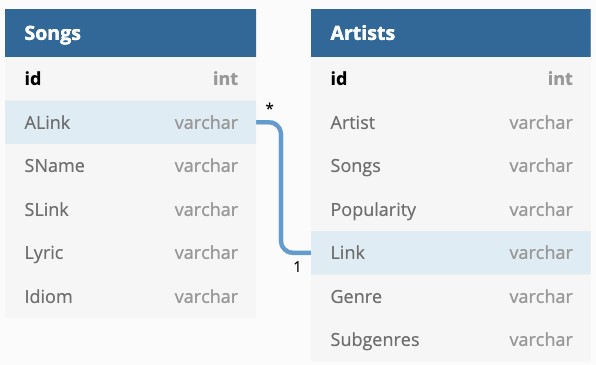 Songs
id int
ALink varchar
SName varchar
SLink varchar
Lyric varchar
Idiom varchar
*
1
Artists
id int
Artist varchar
Songs varchar
Popularity varchar
Link varchar
Genre varchar
Subgenres varchar